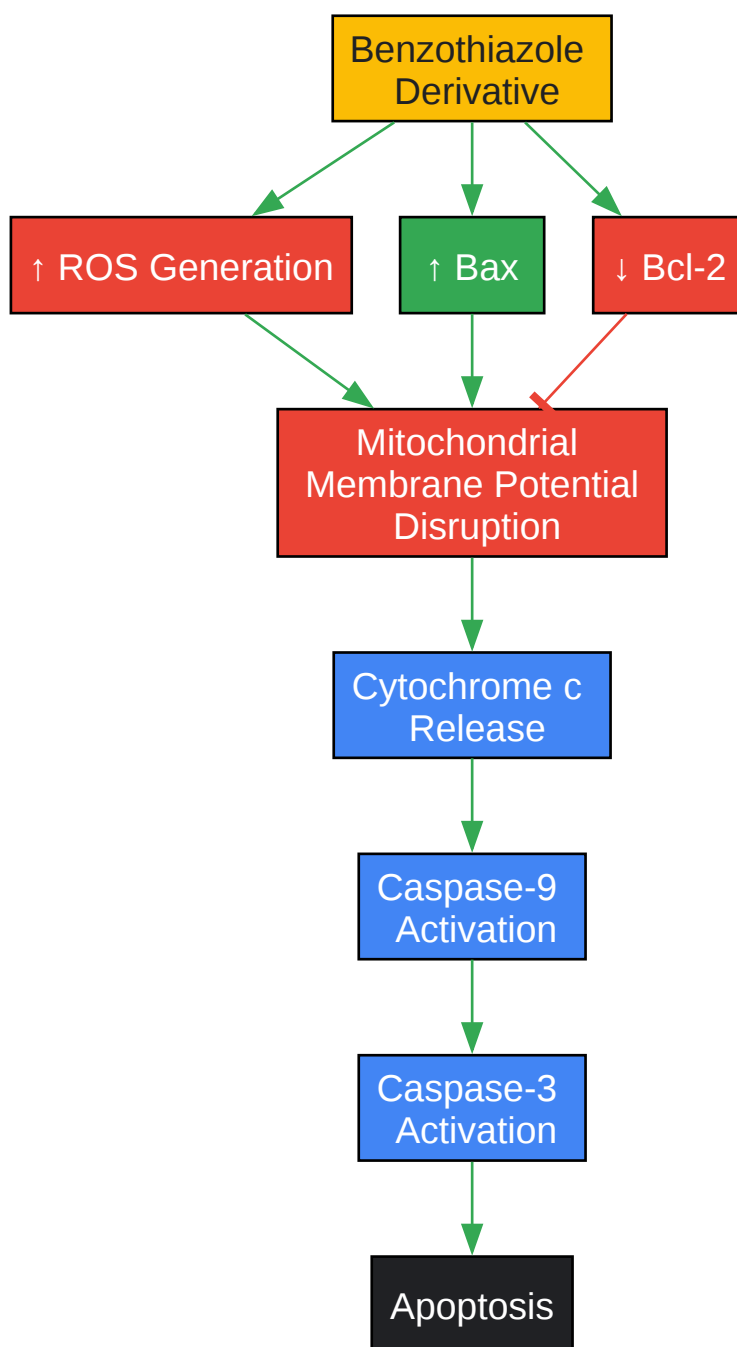 Benzothiazole
Derivative
↑ ROS Generation
↑ Bax
↓ Bcl-2
Mitochondrial
Membrane Potential
Disruption
Cytochrome c
Release
Caspase-9
Activation
Caspase-3
Activation
Apoptosis